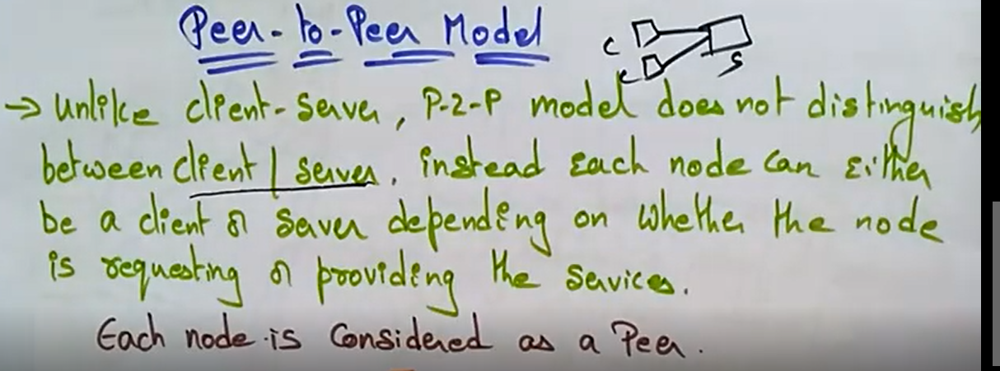 Peer-to-Peer Model
C
C
S
→ Unlike client-Server, P-2-P model does not distinguish
between client | server, instead each node can either
be a client or server depending on whether the node
is requesting or providing the services.
Each node is Considered as a Peer.